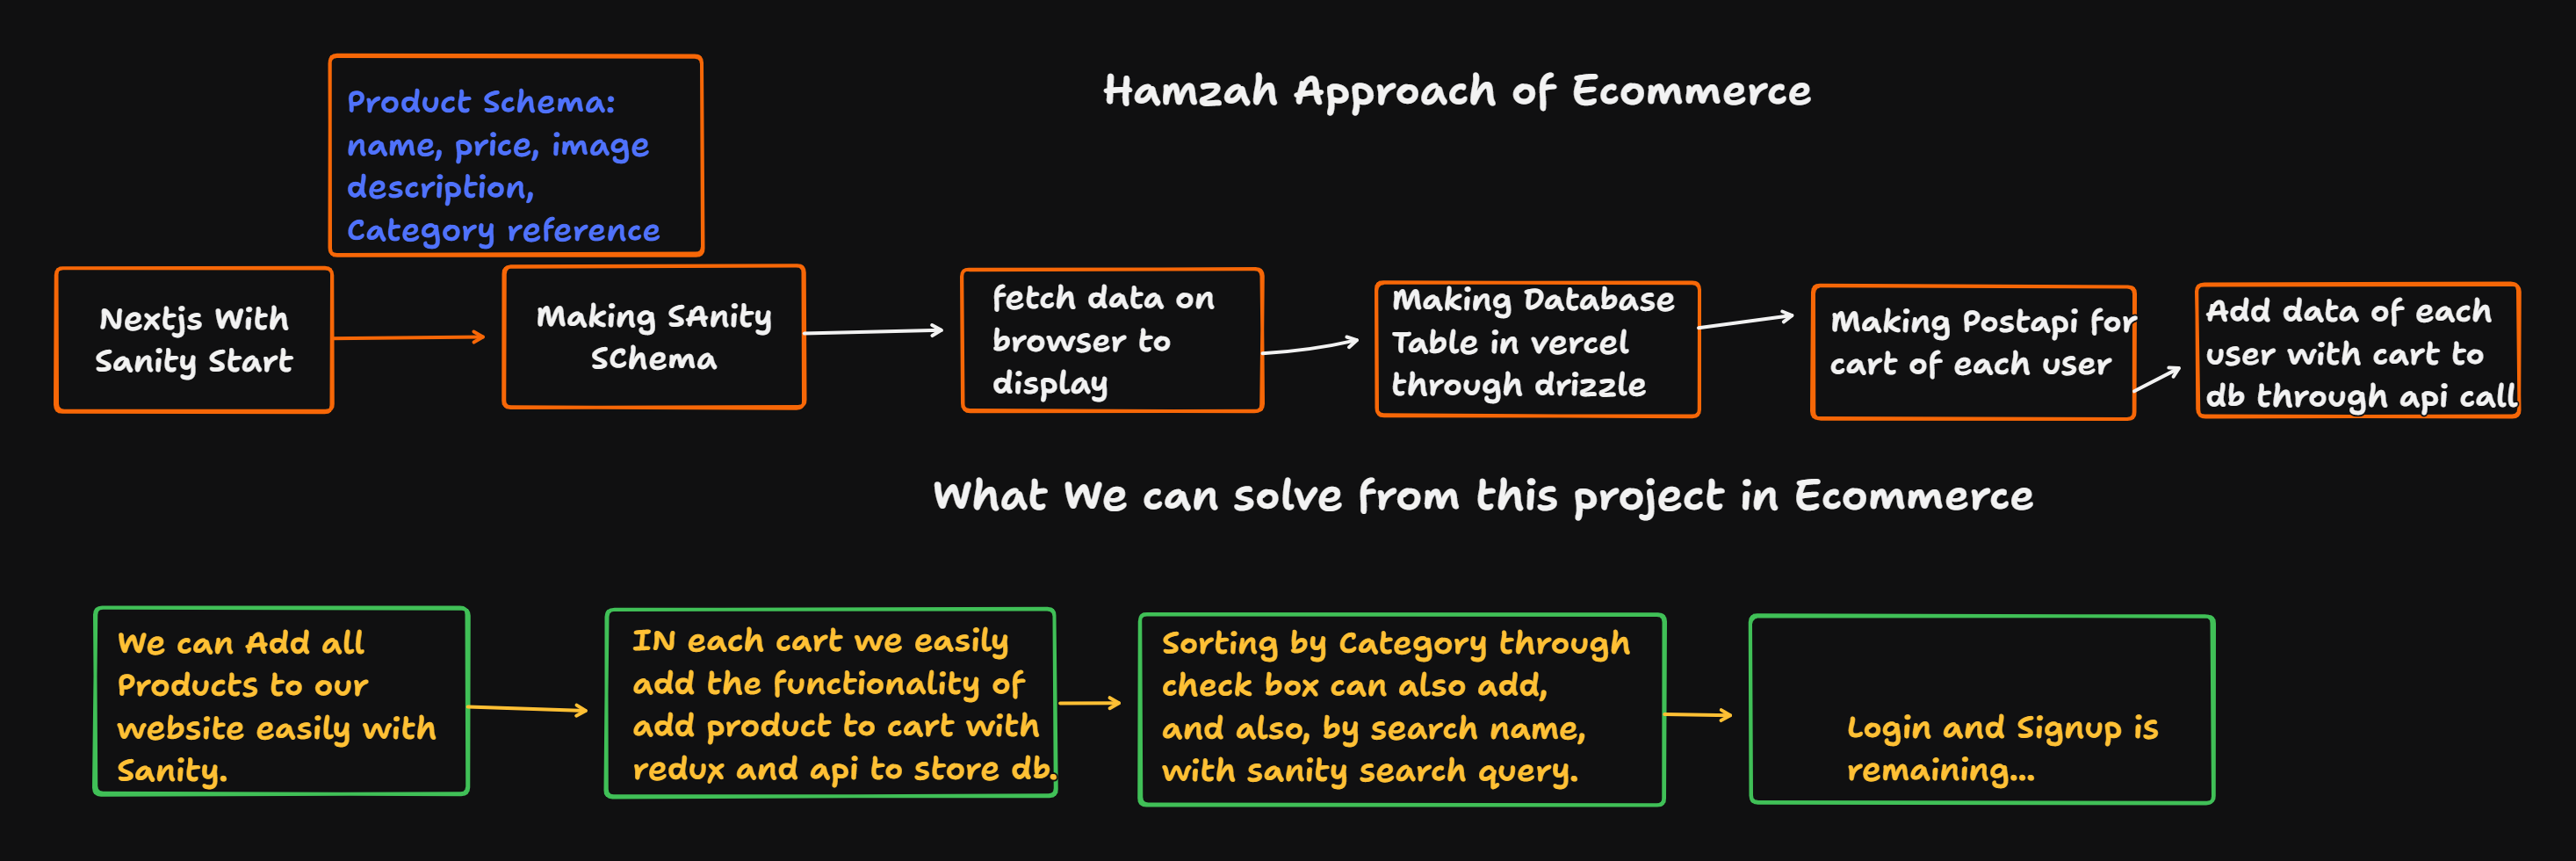 Hamzah Approach of Ecommerce
Product Schema:
name, price, image
description,
Category reference
Nextjs With
Sanity Start
Making SAnity
SChema
fetch data on
browser to
display
Making Database
Table in vercel
through drizzle
Making Postapi for
cart of each user
Add data of each
user with cart to
db through api call
What We can solve from this project in Ecommerce
We can Add all
Products to our
website easily with
Sanity.
IN each cart we easily
add the functionality of
add product to cart with
redux and api to store db.
Sorting by Category through
check box can also add,
and also, by search name,
with sanity search query.
Login and Signup is
remaining...